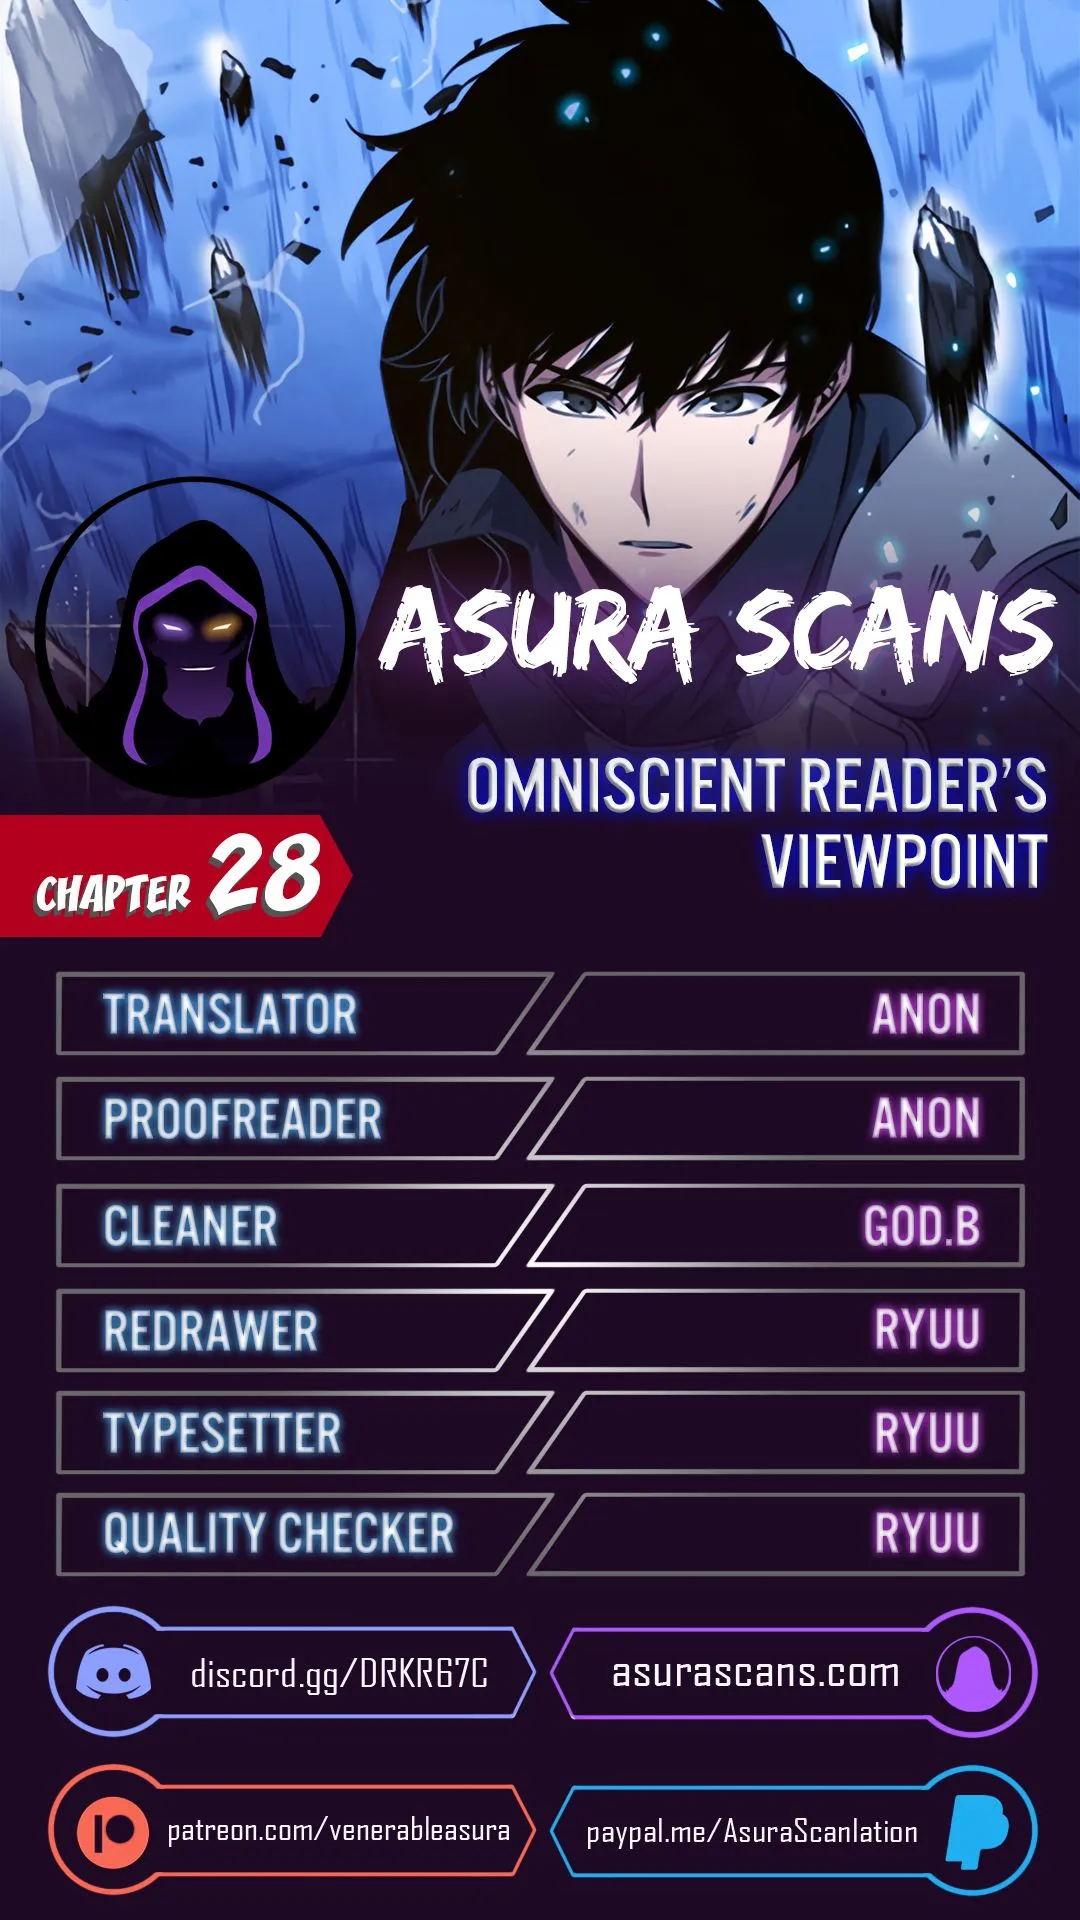 ASURA SCANS
OMNISCIENT READER'S
VIEWPOINT
CHAPTER 28
TRANSLATOR ANON
PROOFREADER ANON
CLEANER GOD.B
REDRAWER RYUU
TYPESETTER RYUU
QUALITY CHECKER RYUU
discord.gg/DRKR67C
asurascans.com
patreon.com/venerableasura
paypal.me/AsuraScanlation